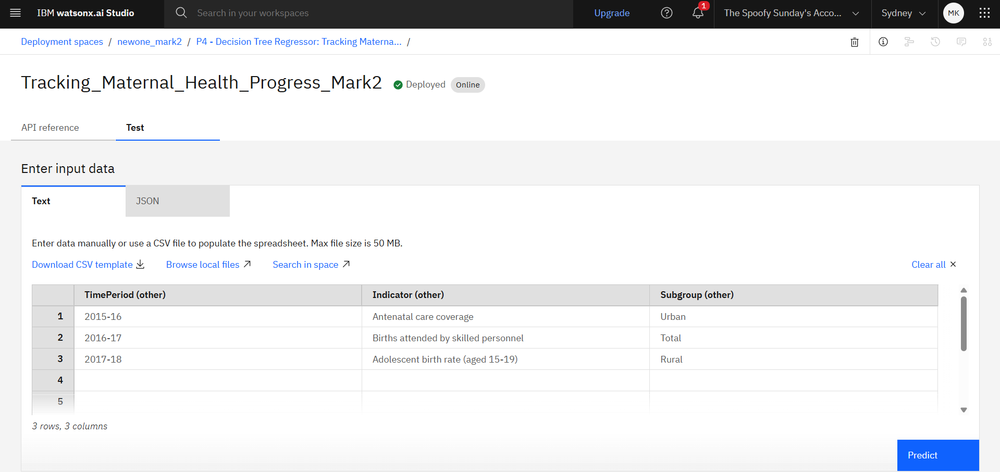 IBM watsonx.ai Studio
Search in your workspaces
Upgrade
1
The Spoofy Sunday's Acco...
Sydney
MK
Deployment spaces / newone_mark2 / P4 - Decision Tree Regressor: Tracking Materna... /
Tracking_Maternal_Health_Progress_Mark2
Deployed
Online
API reference
Test
Enter input data
Text
JSON
Enter data manually or use a CSV file to populate the spreadsheet. Max file size is 50 MB.
Download CSV template
Browse local files
Search in space
Clear all
TimePeriod (other) Indicator (other) Subgroup (other)
1 2015-16 Antenatal care coverage Urban
2 2016-17 Births attended by skilled personnel Total
3 2017-18 Adolescent birth rate (aged 15-19) Rural
4
5
3 rows, 3 columns
Predict